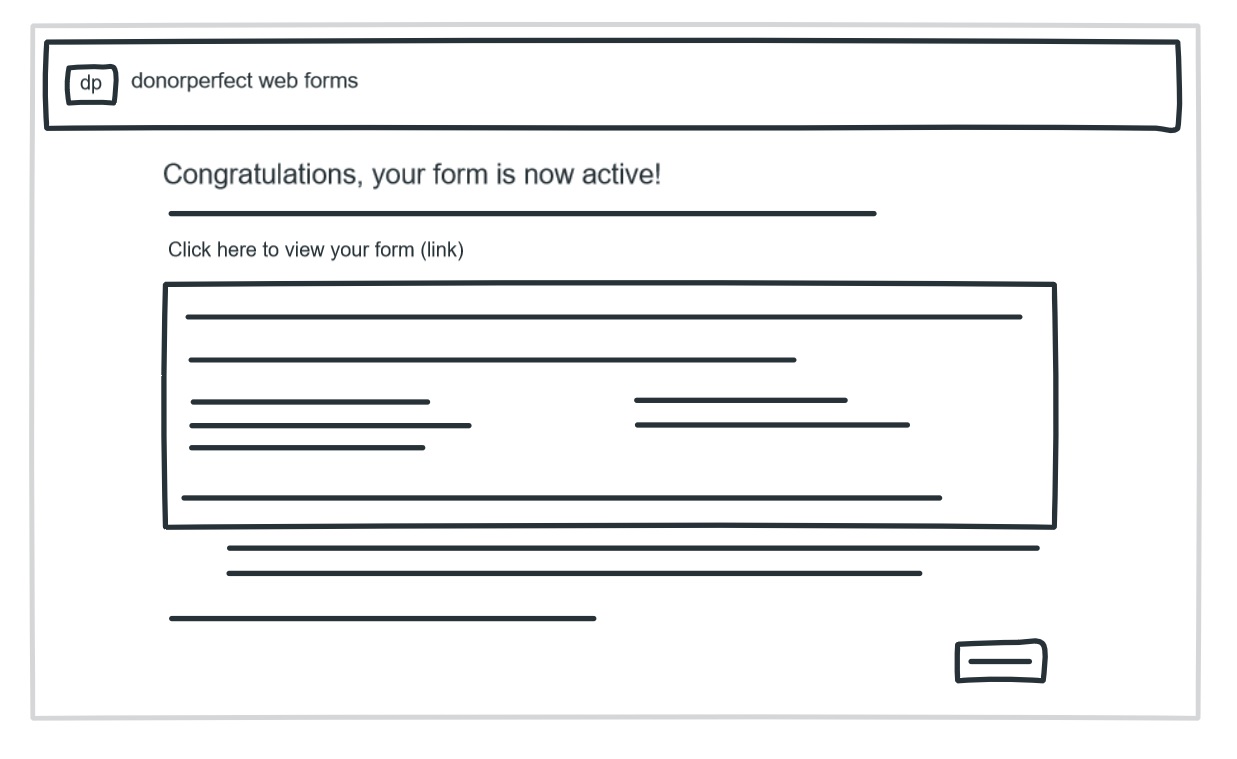 dp donorperfect web forms
Congratulations, your form is now active!
Click here to view your form (link)